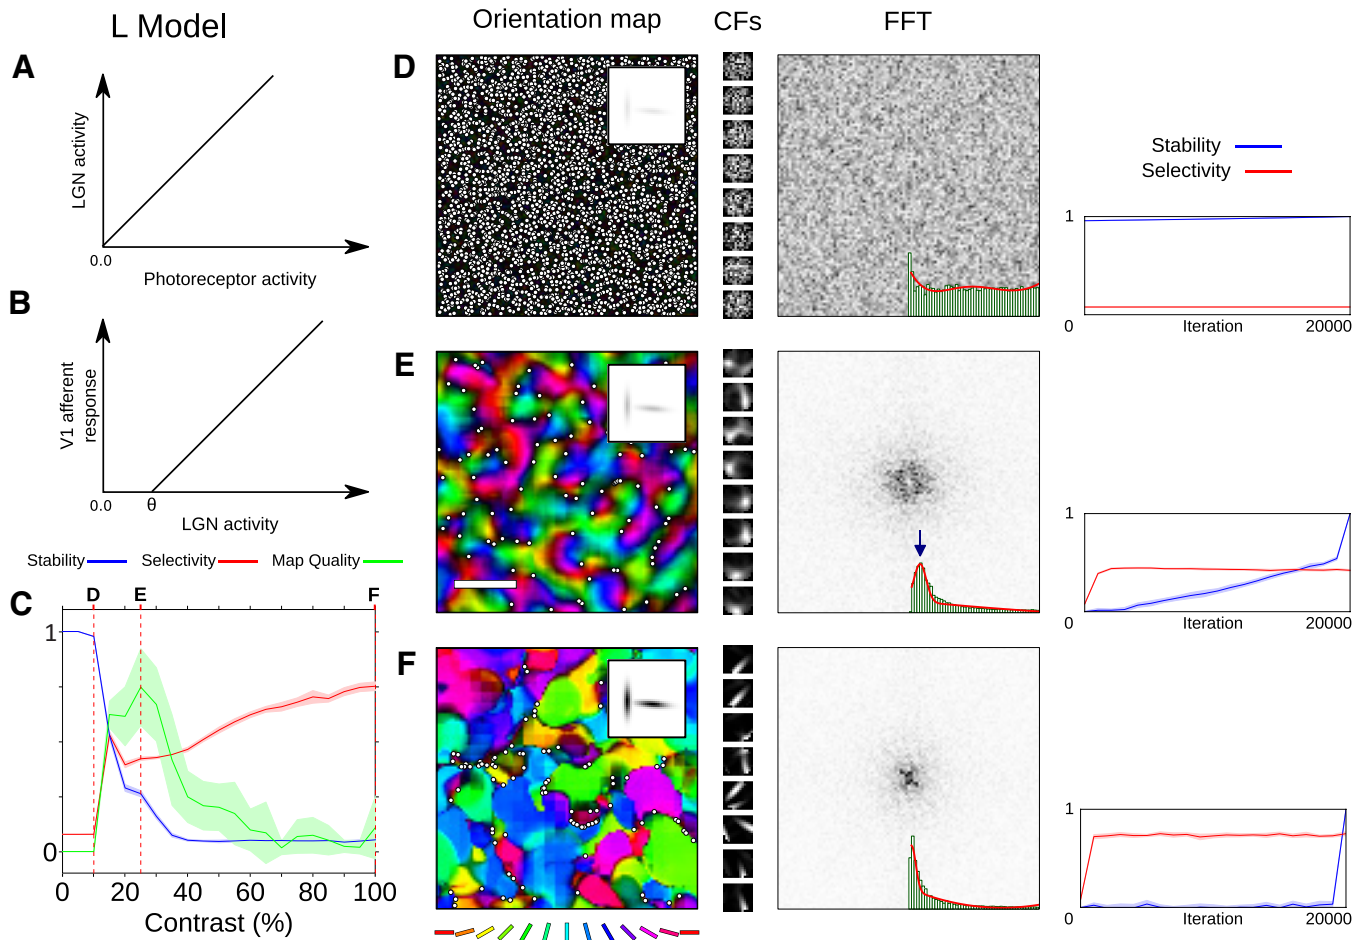 L Model
Orientation map
CFs
FFT
A
LGN activity
0.0
Photoreceptor activity
B
V1 afferent
response
0.0
θ
LGN activity
Stability
Selectivity
Map Quality
C
D
E
F
1
0
0
20
40
60
80
100
Contrast (%)
D
Stability
Selectivity
1
0
Iteration
20000
E
1
0
Iteration
20000
F
1
0
Iteration
20000